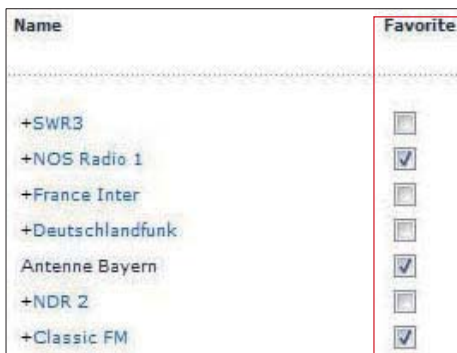 Name Favorite
+SWR3
+NOS Radio 1
+France Inter
+Deutschlandfunk
Antenne Bayern
+NDR 2
+Classic FM